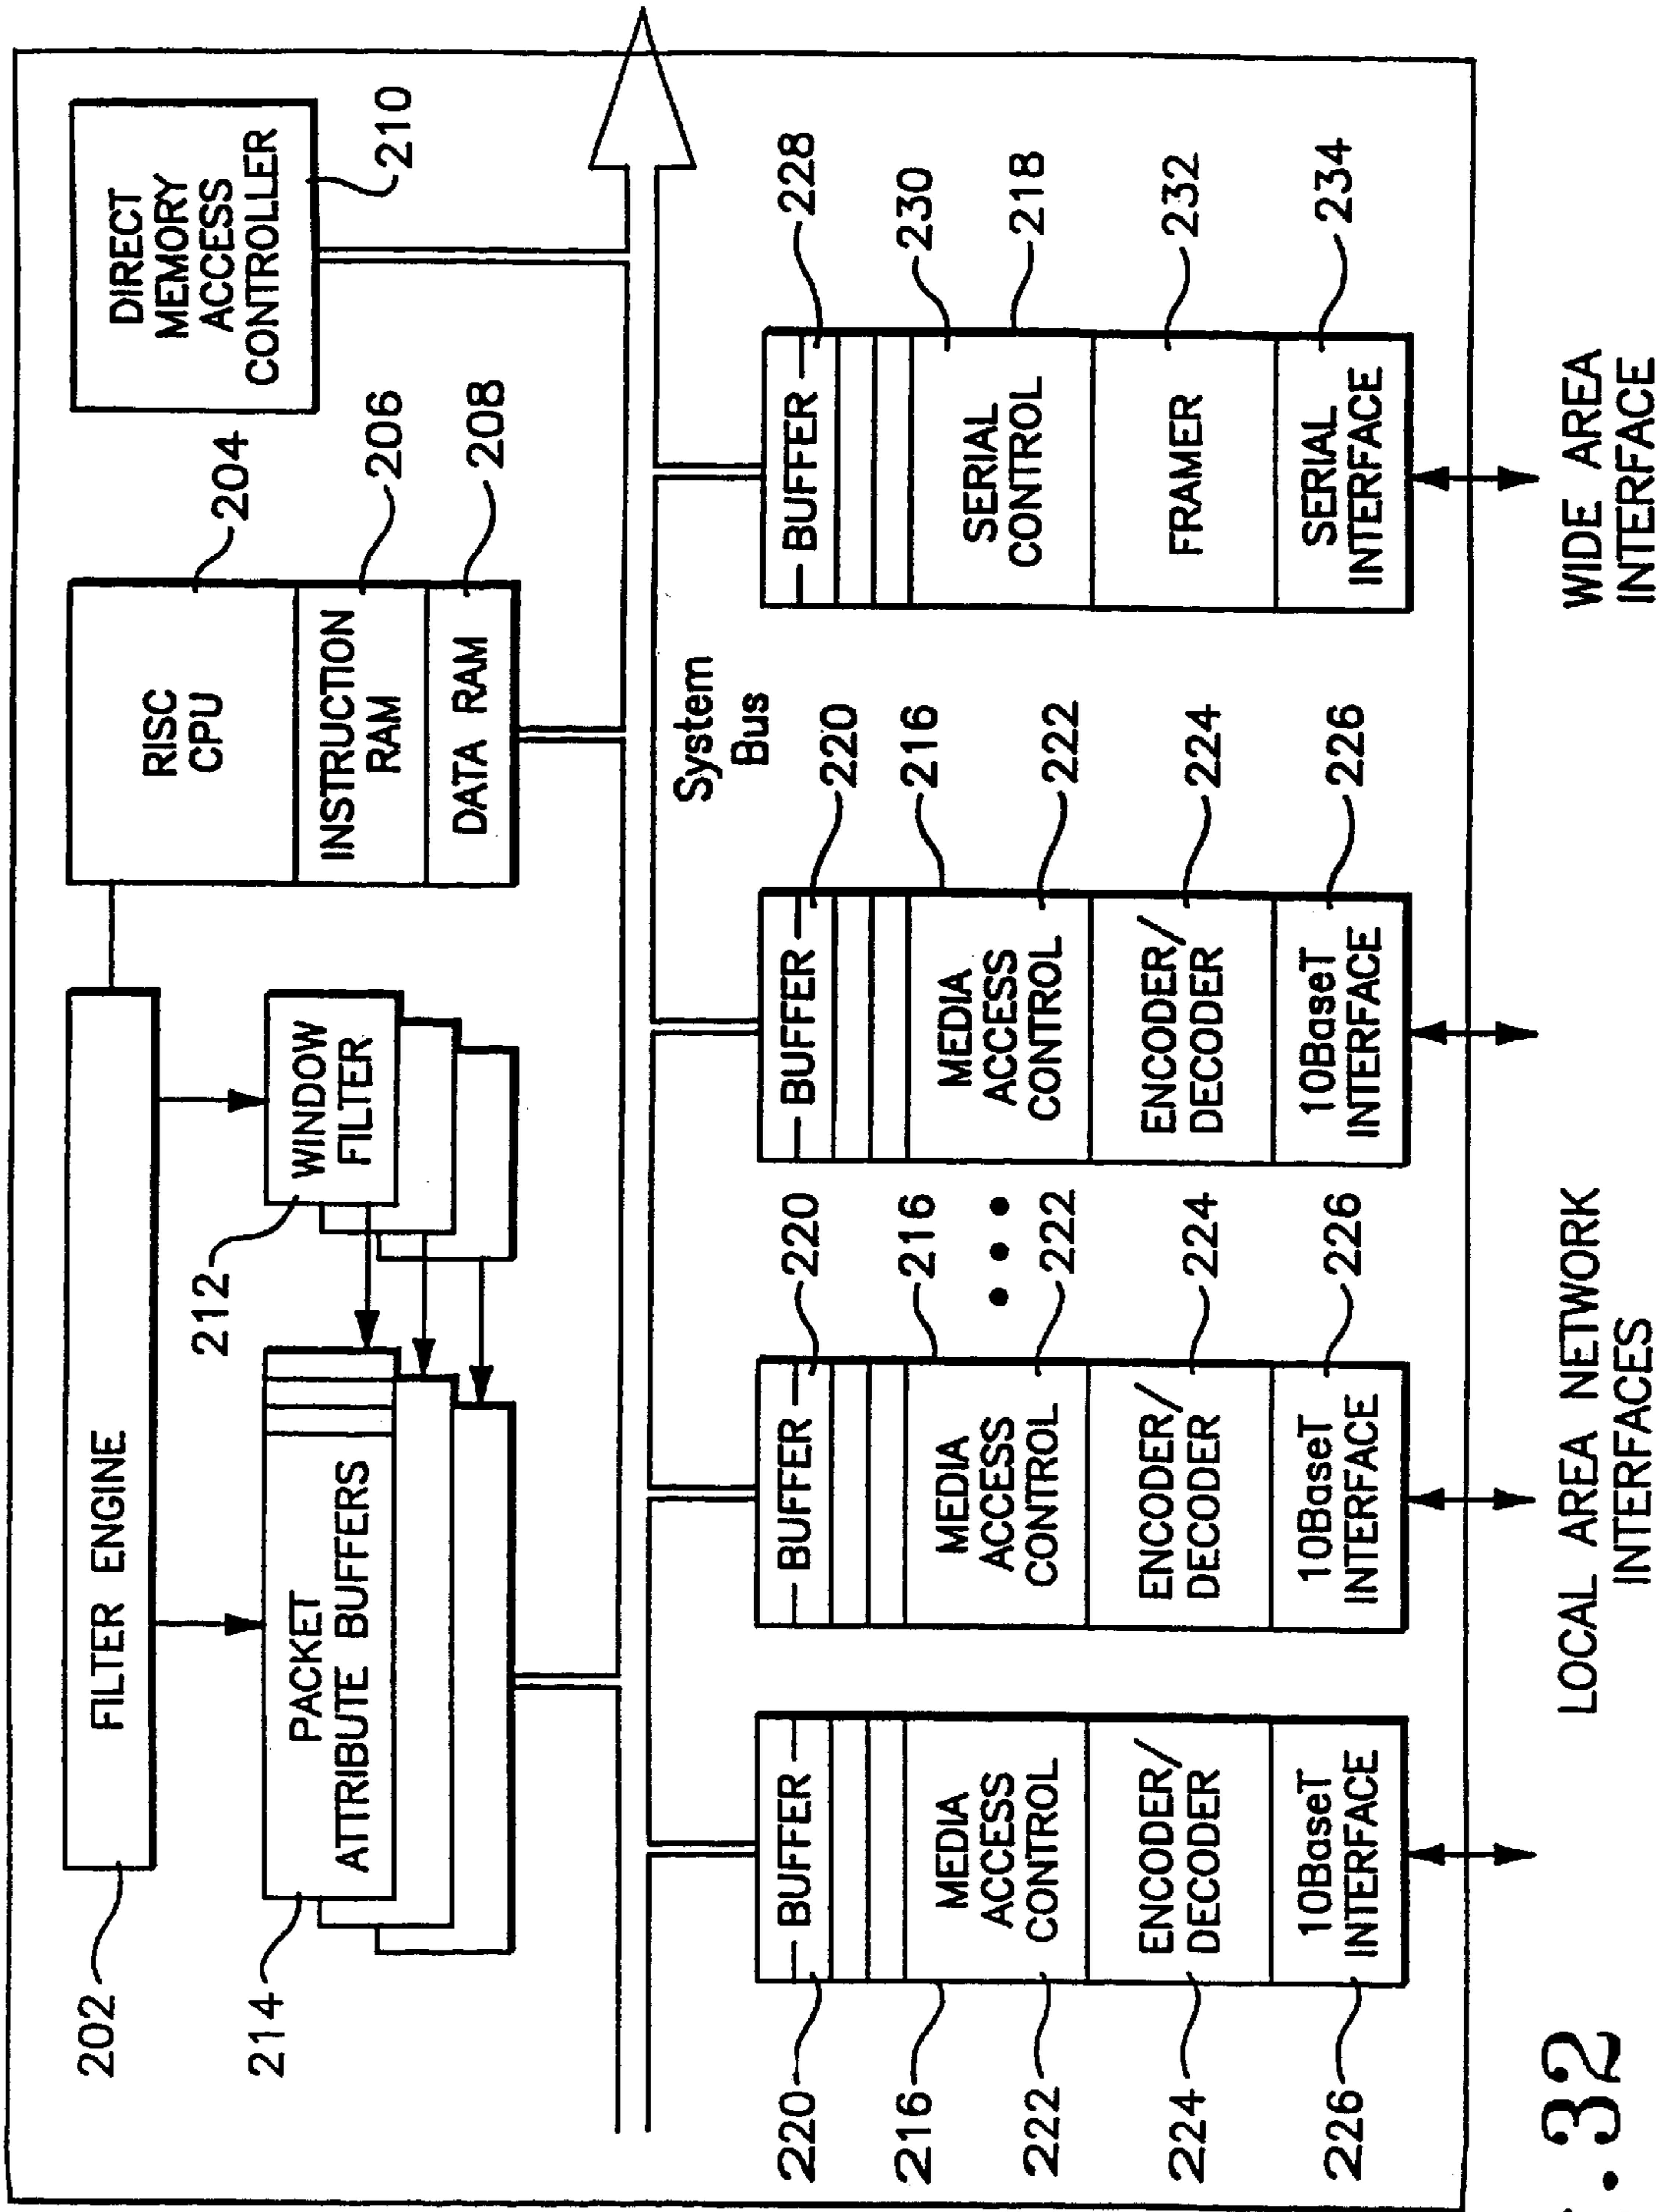 202
FILTER ENGINE
214
PACKET
ATTRIBUTE BUFFERS
212
WINDOW
FILTER
RISC
CPU
204
INSTRUCTION
RAM
206
DATA RAM
208
DIRECT
MEMORY
ACCESS
CONTROLLER
210
System
Bus
220
BUFFER
216
MEDIA
ACCESS
CONTROL
222
ENCODER/
DECODER
224
10BaseT
INTERFACE
226
BUFFER
220
216
MEDIA
ACCESS
CONTROL
222
ENCODER/
DECODER
224
10BaseT
INTERFACE
226
BUFFER
220
216
MEDIA
ACCESS
CONTROL
222
ENCODER/
DECODER
224
10BaseT
INTERFACE
226
BUFFER
228
230
SERIAL
CONTROL
218
FRAMER
232
SERIAL
INTERFACE
234
LOCAL AREA NETWORK
INTERFACES
WIDE AREA
INTERFACE
.32